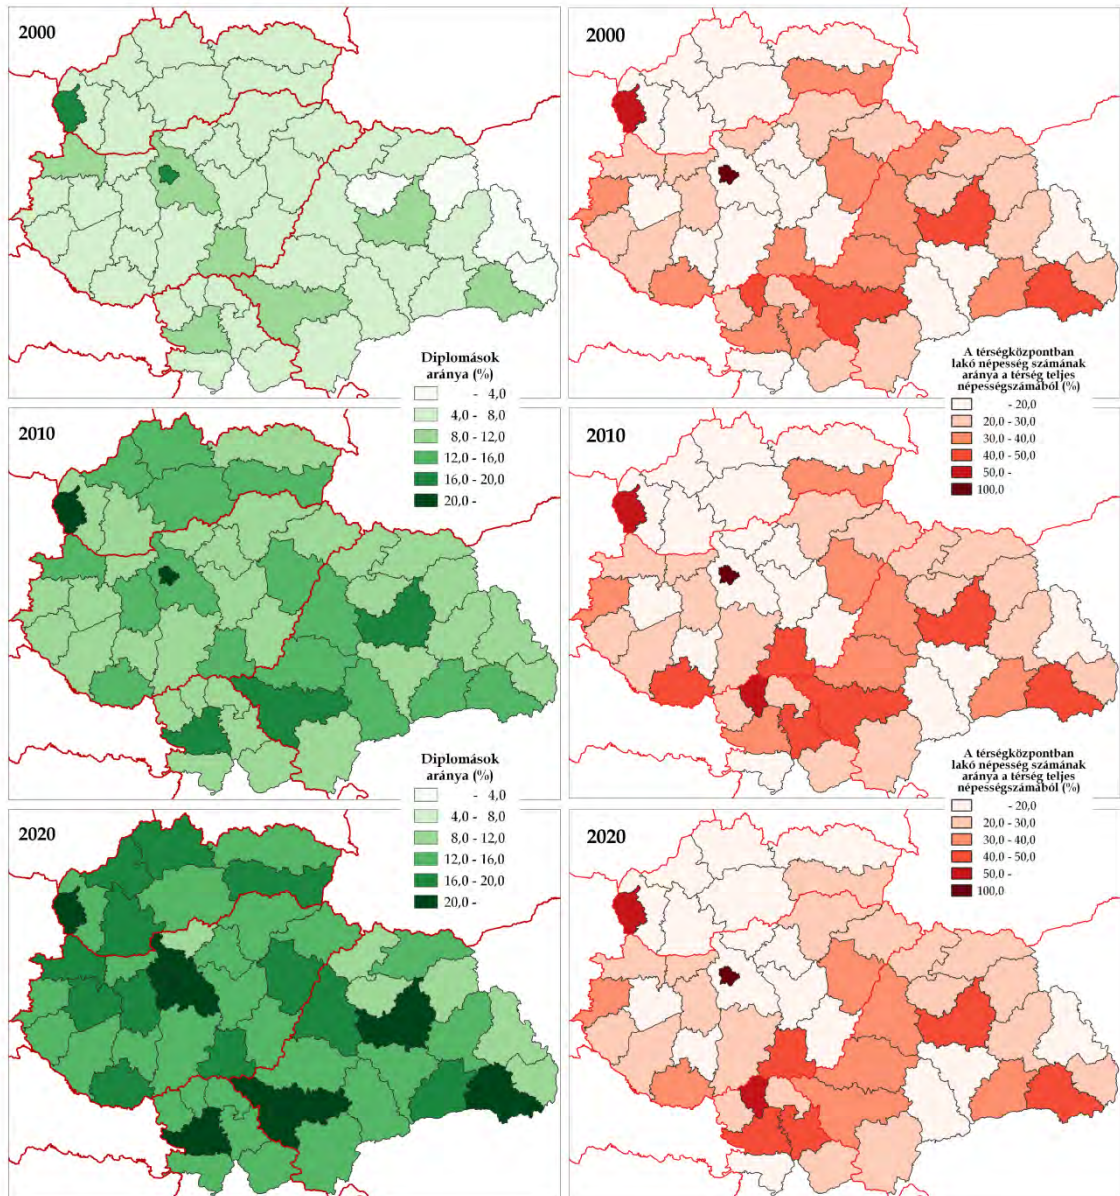 2000
Diplomások
aránya (%)
- 4,0
4,0 - 8,0
8,0 - 12,0
12,0 - 16,0
16,0 - 20,0
20,0 -
2000
A térségközpontban
lakó népesség számának
aránya a térség teljes
népességszámából (%)
- 20,0
20,0 - 30,0
30,0 - 40,0
40,0 - 50,0
50,0 -
100,0
2010
Diplomások
aránya (%)
- 4,0
4,0 - 8,0
8,0 - 12,0
12,0 - 16,0
16,0 - 20,0
20,0 -
2010
A térségközpontban
lakó népesség számának
aránya a térség teljes
népességszámából (%)
- 20,0
20,0 - 30,0
30,0 - 40,0
40,0 - 50,0
50,0 -
100,0
2020
2020